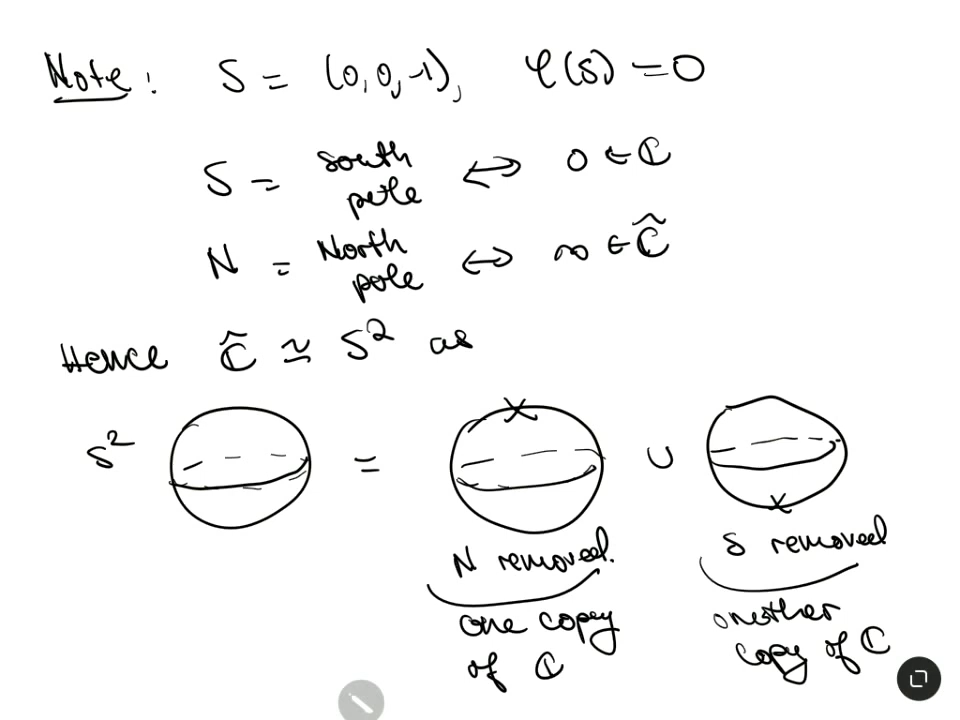 Note: S = (0,0,-1), φ(S) = 0
S = south pole ↔ 0 ∈ ℂ
N = North pole ↔ ∞ ∈ ℂ̂
Hence ℂ̂ ≃ S² as
S² = ∪
N removed.
S removed
one copy
of ℂ
another
copy of ℂ